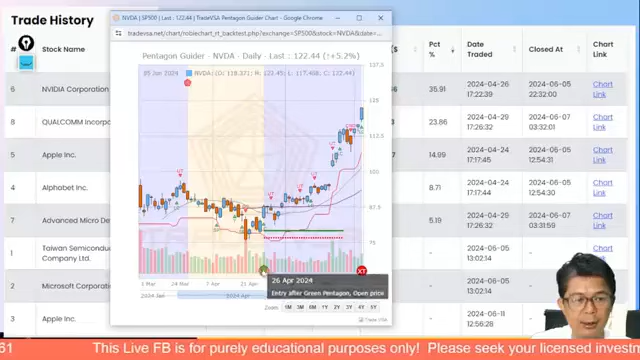 Trade History
NVDA | SP500 | Last : 122.44 | TradeVSA Pentagon Guider Chart - Google Chrome
tradevsa.net/chart/robiechart_rt_backtest.php?exchange=SP500&stock=NVDA&date=...
Pentagon Guider - NVDA - Daily - Last : 122.44 (↑+5.2%)
05 Jun 2024
NVDA: (O: 118.371; H: 122.45; L: 117.468; C: 122.44)
137.5
125
112.5
100
87.5
75
1 Mar
24 Mar
7 Apr
21 Apr
26 Apr 2024
Entry after Green Pentagon, Open price
XT
2024 Jan
2024 Apr
Zoom
1M 3M 6M YTD 1Y 2Y 3Y 4Y 5Y
# Stock Name
($
Pct %
Date Traded
Closed At
Chart Link
6 NVIDIA Corporation 35.91 2024-04-26 17:22:39 2024-06-05 22:32:00 Chart Link
8 QUALCOMM Incorpo 23.86 2024-04-29 17:26:32 2024-06-07 03:32:01 Chart Link
5 Apple Inc. 14.99 2024-04-24 17:17:45 2024-06-05 12:54:31 Chart Link
4 Alphabet Inc. 8.71 2024-04-24 17:17:44 2024-06-05 12:54:30 Chart Link
7 Advanced Micro De 5.19 2024-04-29 17:26:32 2024-06-07 03:31:59 Chart Link
1 Taiwan Semiconduc Company Ltd. - 2024-06-05 13:02:14 - Chart Link
2 Microsoft Corporat - 2024-06-05 13:02:14 -
3 Apple Inc. - 2024-06-11 12:56:28 -
61 This Live FB is for purely educational purposes only! Please seek your licensed investm